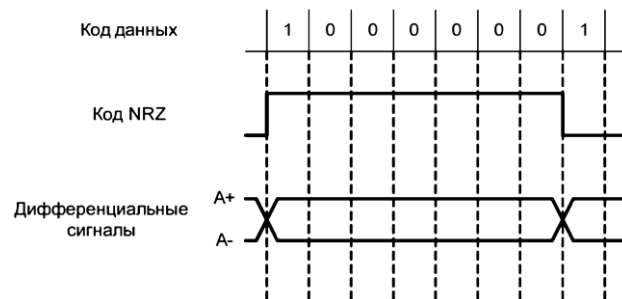 Код данных 1 0 0 0 0 0 0 1
Код NRZ
A+
Дифференциальные
сигналы
A-